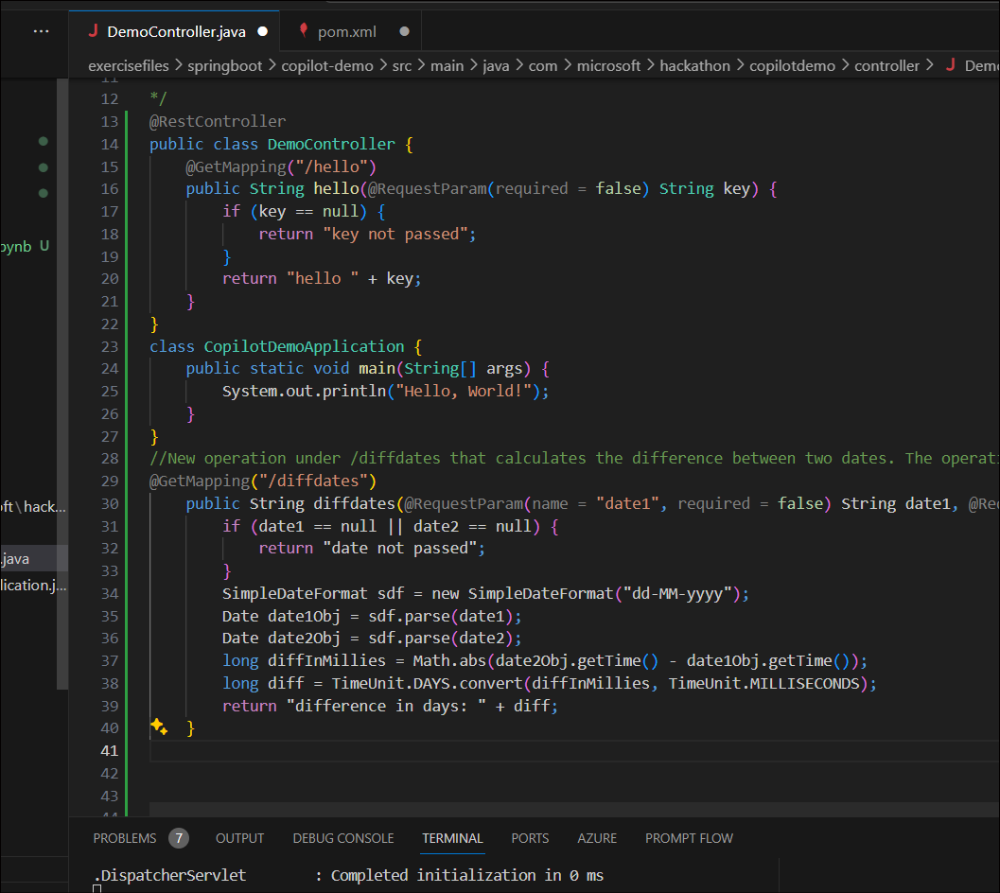 ···
J DemoController.java ●
pom.xml ●
exercisefiles > springboot > copilot-demo > src > main > java > com > microsoft > hackathon > copilotdemo > controller > J Demo
11
12 */
13 @RestController
14 public class DemoController {
15 @GetMapping("/hello")
16 public String hello(@RequestParam(required = false) String key) {
17 if (key == null) {
18 return "key not passed";
19 }
20 return "hello " + key;
21 }
22 }
23 class CopilotDemoApplication {
24 public static void main(String[] args) {
25 System.out.println("Hello, World!");
26 }
27 }
28 //New operation under /diffdates that calculates the difference between two dates. The operati
29 @GetMapping("/diffdates")
30 public String diffdates(@RequestParam(name = "date1", required = false) String date1, @Re
31 if (date1 == null || date2 == null) {
32 return "date not passed";
33 }
34 SimpleDateFormat sdf = new SimpleDateFormat("dd-MM-yyyy");
35 Date date1Obj = sdf.parse(date1);
36 Date date2Obj = sdf.parse(date2);
37 long diffInMillies = Math.abs(date2Obj.getTime() - date1Obj.getTime());
38 long diff = TimeUnit.DAYS.convert(diffInMillies, TimeUnit.MILLISECONDS);
39 return "difference in days: " + diff;
40 }
41
42
43
44
pynb U
oft\hack...
.java
lication.j...
PROBLEMS 7 OUTPUT DEBUG CONSOLE TERMINAL PORTS AZURE PROMPT FLOW
.DispatcherServlet : Completed initialization in 0 ms